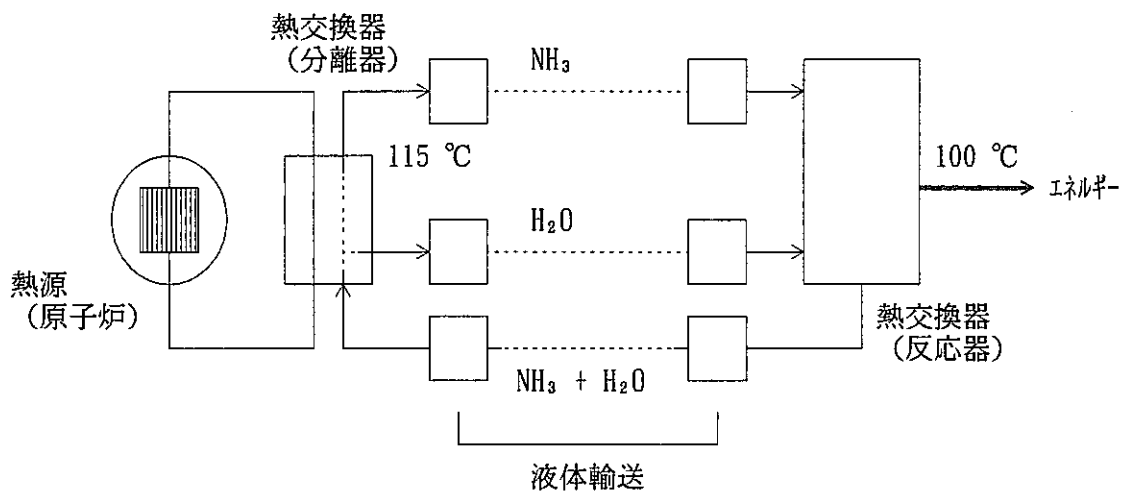 熱交換器
（分離器）
NH₃
115 ℃
100 ℃
エネルギー
H₂O
熱源
（原子炉）
熱交換器
（反応器）
NH₃ + H₂O
液体輸送